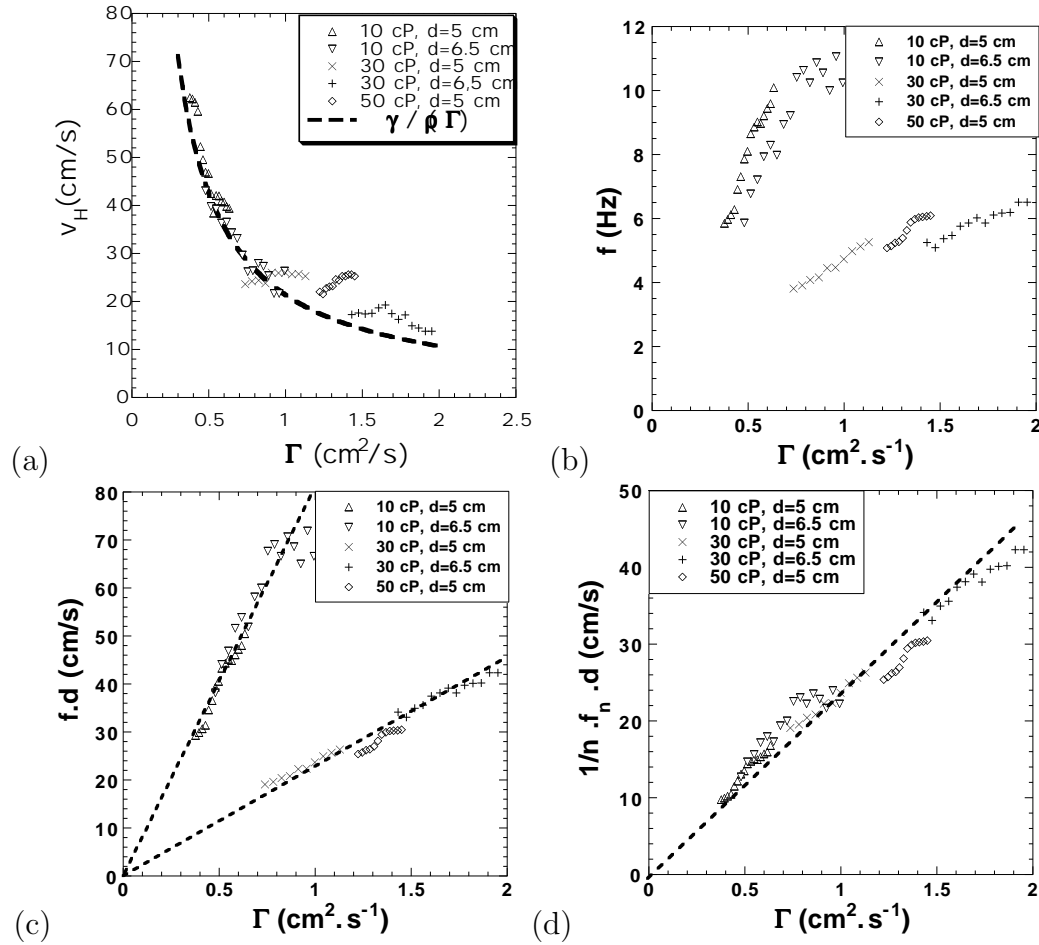 80
70
60
50
40
30
20
10
0
v_H(cm/s)
10 cP, d=5 cm
10 cP, d=6.5 cm
30 cP, d=5 cm
30 cP, d=6,5 cm
50 cP, d=5 cm
γ / (ρ Γ)
0 0.5 1 1.5 2 2.5
Γ (cm²/s)
(a)
12
10
8
6
4
2
0
f (Hz)
10 cP, d=5 cm
10 cP, d=6.5 cm
30 cP, d=5 cm
30 cP, d=6.5 cm
50 cP, d=5 cm
0 0.5 1 1.5 2
Γ (cm².s⁻¹)
(b)
80
70
60
50
40
30
20
10
0
f.d (cm/s)
10 cP, d=5 cm
10 cP, d=6.5 cm
30 cP, d=5 cm
30 cP, d=6.5 cm
50 cP, d=5 cm
0 0.5 1 1.5 2
Γ (cm².s⁻¹)
(c)
50
40
30
20
10
0
1/n .f_n .d (cm/s)
10 cP, d=5 cm
10 cP, d=6.5 cm
30 cP, d=5 cm
30 cP, d=6.5 cm
50 cP, d=5 cm
0 0.5 1 1.5 2
Γ (cm².s⁻¹)
(d)